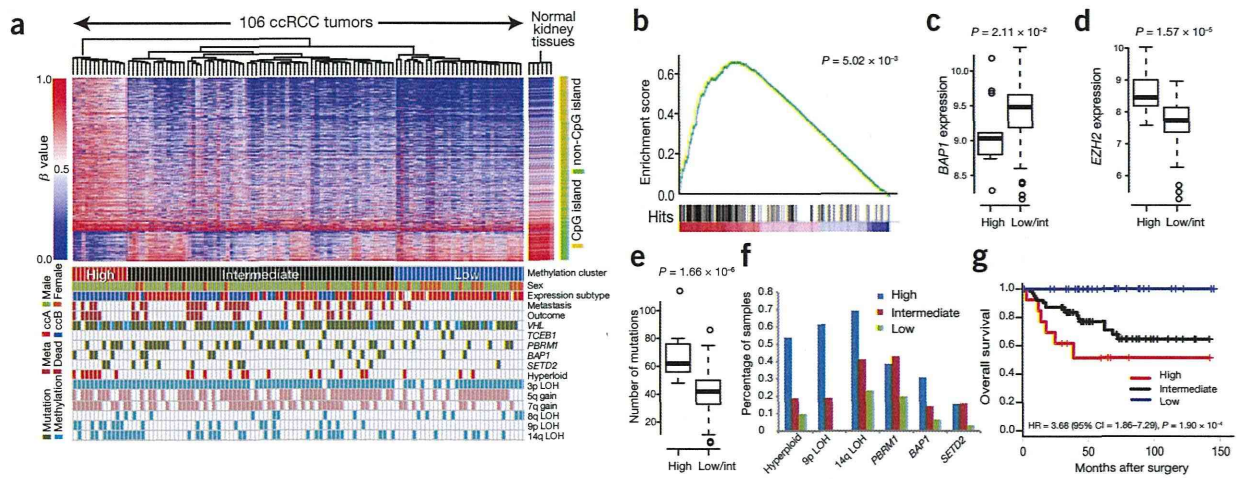 a
106 ccRCC tumors
Normal
kidney
tissues
1.0
β value
0.5
0.0
non-CpG island
CpG island
High
Intermediate
Low
Methylation cluster
Male
Female
Sex
ccA
ccB
Expression subtype
Metastasis
Outcome
VHL
TCEB1
Meta
Dead
PBRM1
BAP1
SETD2
Hyperploid
Mutation
Methylation
3p LOH
5q gain
7q gain
8q LOH
9p LOH
14q LOH
b
P = 5.02 × 10⁻³
Enrichment score
0.6
0.4
0.2
0.0
Hits
c
P = 2.11 × 10⁻²
BAP1 expression
10.0
9.5
9.0
8.5
High Low/int
d
P = 1.57 × 10⁻⁵
EZH2 expression
10
9
8
7
6
High Low/int
e
P = 1.66 × 10⁻⁶
Number of mutations
100
80
60
40
20
High Low/int
f
Percentage of samples
0.8
0.7
0.6
0.5
0.4
0.3
0.2
0.1
0
High
Intermediate
Low
Hyperploid
9p LOH
14q LOH
PBRM1
BAP1
SETD2
g
Overall survival
1.0
0.8
0.6
0.4
0.2
0.0
High
Intermediate
Low
HR = 3.68 (95% CI = 1.86–7.29), P = 1.90 × 10⁻⁴
0 50 100 150
Months after surgery